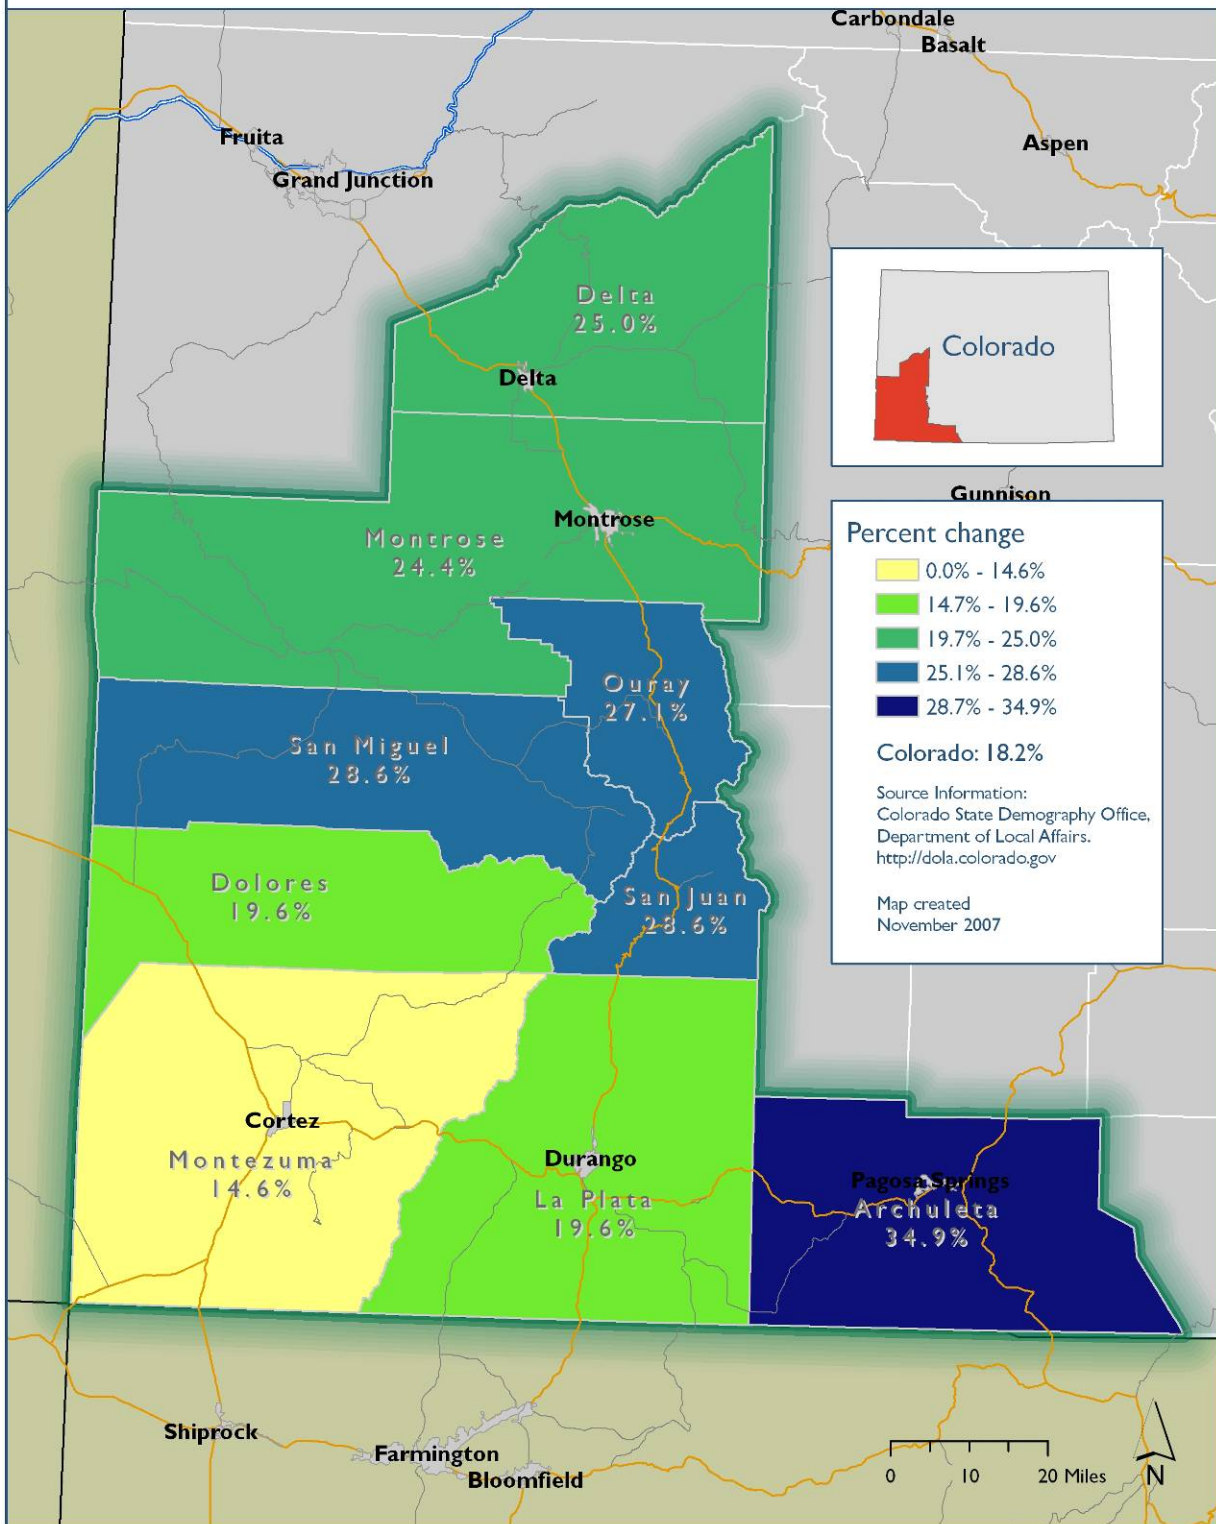 Carbondale
Basalt
Fruita
Aspen
Grand Junction
Delta
25.0%
Colorado
Delta
Gunnison
Montrose
Montrose
24.4%
Percent change
0.0% - 14.6%
14.7% - 19.6%
19.7% - 25.0%
25.1% - 28.6%
28.7% - 34.9%
Colorado: 18.2%
Source Information:
Colorado State Demography Office,
Department of Local Affairs.
http://dola.colorado.gov
Map created
November 2007
Ouray
27.1%
San Miguel
28.6%
Dolores
19.6%
San Juan
28.6%
Cortez
Montezuma
14.6%
Durango
La Plata
19.6%
Pagosa Springs
Archuleta
34.9%
Shiprock
Farmington
Bloomfield
0 10 20 Miles
N